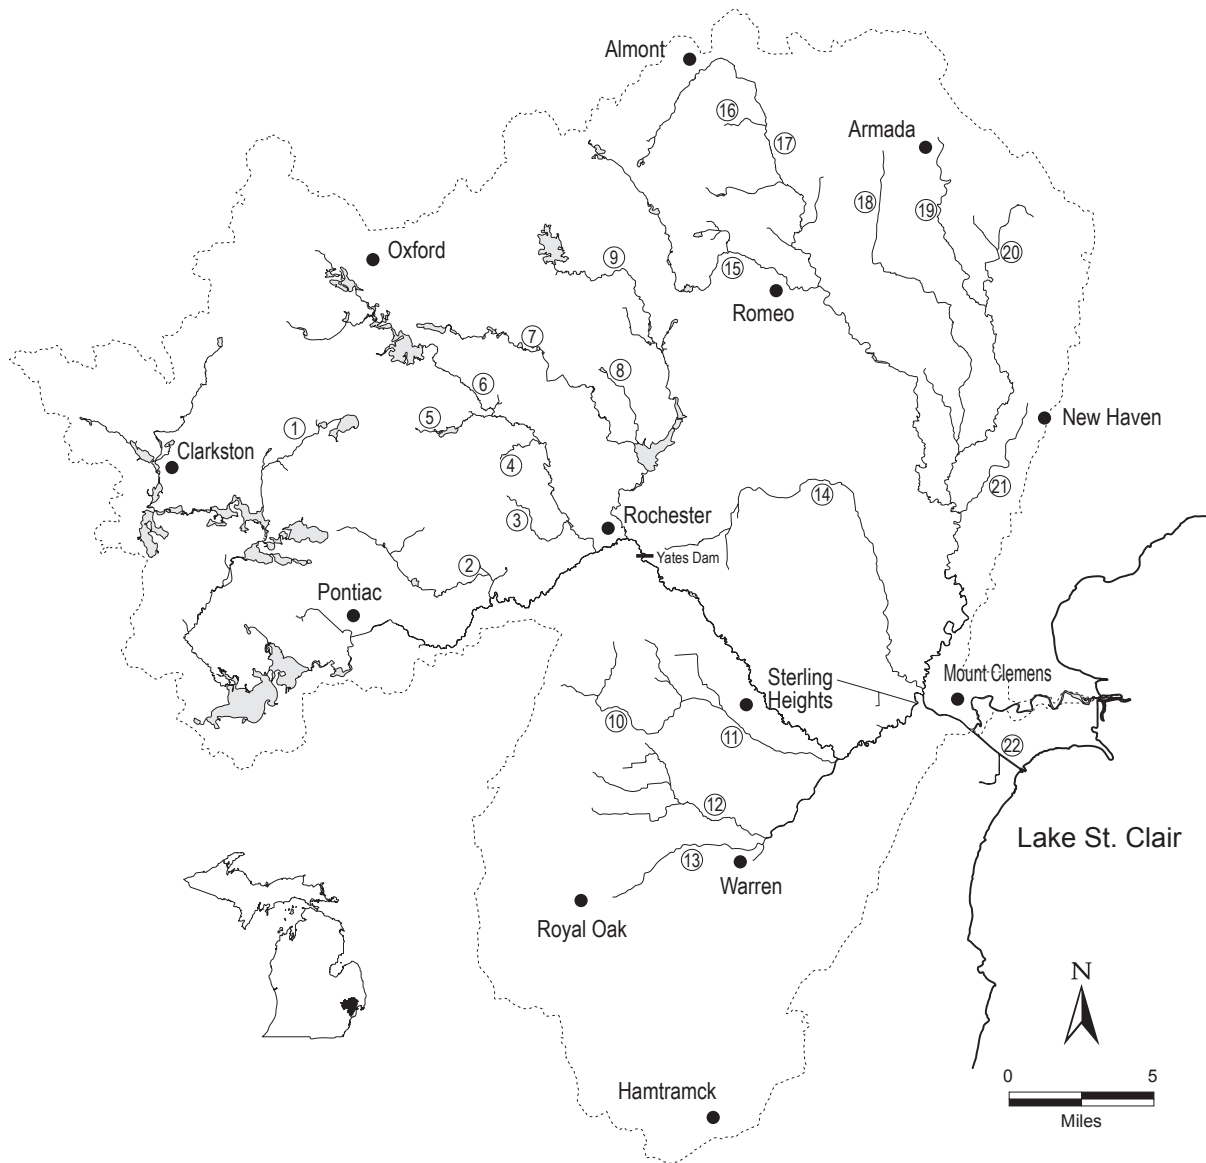 Almont
16
17
Armada
18
19
20
Oxford
9
15
Romeo
7
8
6
5
1
New Haven
Clarkston
4
21
14
3
Rochester
Yates Dam
2
Pontiac
Sterling
Heights
Mount Clemens
10
11
22
12
Lake St. Clair
13
Warren
Royal Oak
N
Hamtramck
0 5
Miles